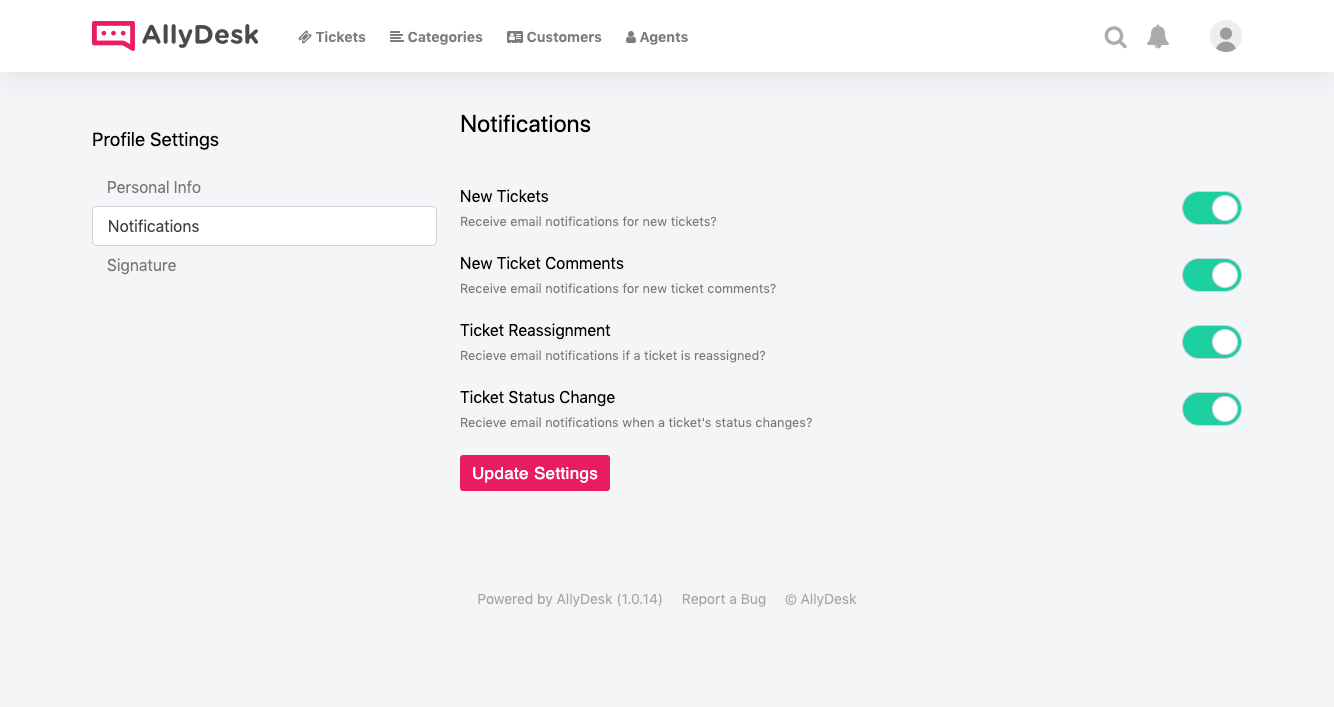 AllyDesk
Tickets
Categories
Customers
Agents
Profile Settings
Personal Info
Notifications
Signature
Notifications
New Tickets
Receive email notifications for new tickets?
New Ticket Comments
Receive email notifications for new ticket comments?
Ticket Reassignment
Recieve email notifications if a ticket is reassigned?
Ticket Status Change
Recieve email notifications when a ticket's status changes?
Update Settings
Powered by AllyDesk (1.0.14) Report a Bug © AllyDesk